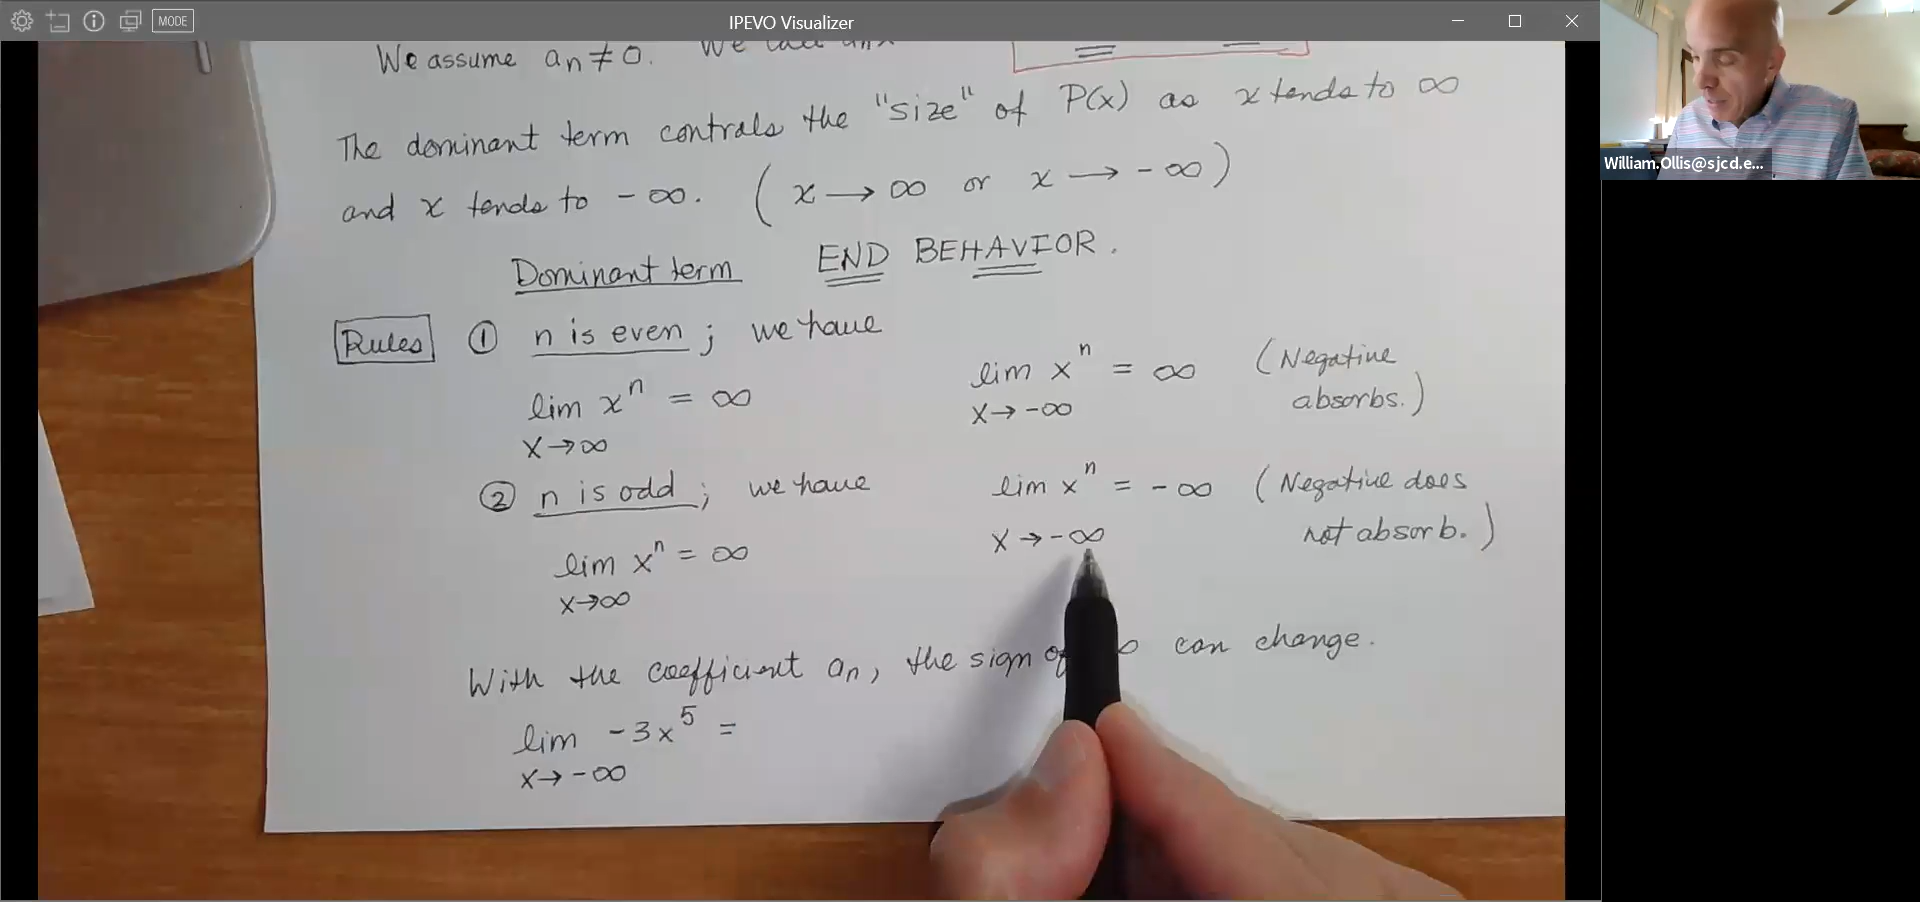 MODE
IPEVO Visualizer
We assume aₙ ≠ 0. We call
The dominant term controls the "size" of P(x) as x tends to ∞
and x tends to -∞. (x → ∞ or x → -∞)
Dominant term END BEHAVIOR.
Rules ① n is even; we have
lim xⁿ = ∞ lim xⁿ = ∞ (Negative
x→∞ x→-∞ absorbs.)
② n is odd; we have lim xⁿ = -∞ (Negative does
lim xⁿ = ∞ x→-∞ not absorb.)
x→∞
With the coefficient aₙ, the sign of can change.
lim -3x⁵ =
x→-∞
William.Ollis@sjcd.e...